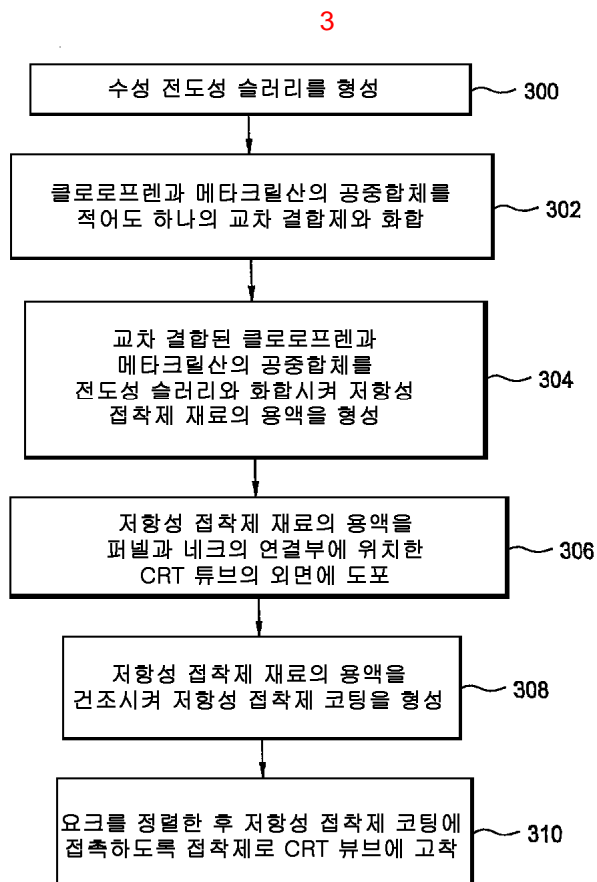 3
수성 전도성 슬러리를 형성
300
클로로프렌과 메타크릴산의 공중합체를
적어도 하나의 교차 결합제와 화합
302
교차 결합된 클로로프렌과
메타크릴산의 공중합체를
전도성 슬러리와 화합시켜 저항성
접착제 재료의 용액을 형성
304
저항성 접착제 재료의 용액을
퍼넬과 네크의 연결부에 위치한
CRT 튜브의 외면에 도포
306
저항성 접착제 재료의 용액을
건조시켜 저항성 접착제 코팅을 형성
308
요크를 정렬한 후 저항성 접착제 코팅에
접촉하도록 접착제로 CRT 뷰브에 고착
310